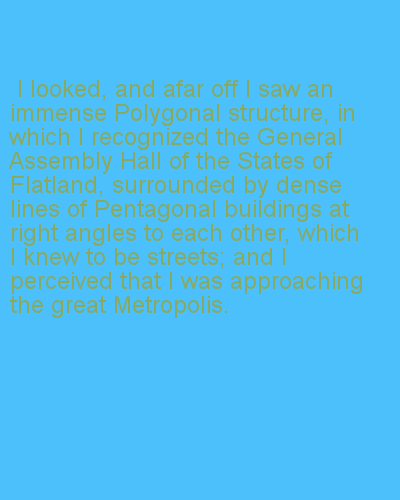 I looked, and afar off I saw an
immense Polygonal structure, in
which I recognized the General
Assembly Hall of the States of
Flatland, surrounded by dense
lines of Pentagonal buildings at
right angles to each other, which
I knew to be streets; and I
perceived that I was approaching
the great Metropolis.